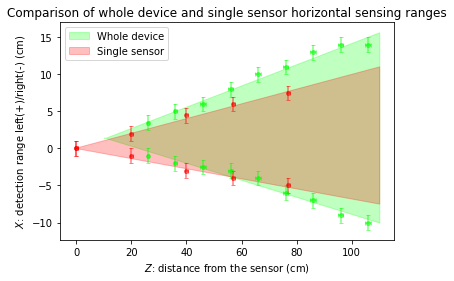 Comparison of whole device and single sensor horizontal sensing ranges
Whole device
Single sensor
X: detection range left(+)/right(-) (cm)
15
10
5
0
−5
−10
0
20
40
60
80
100
Z: distance from the sensor (cm)